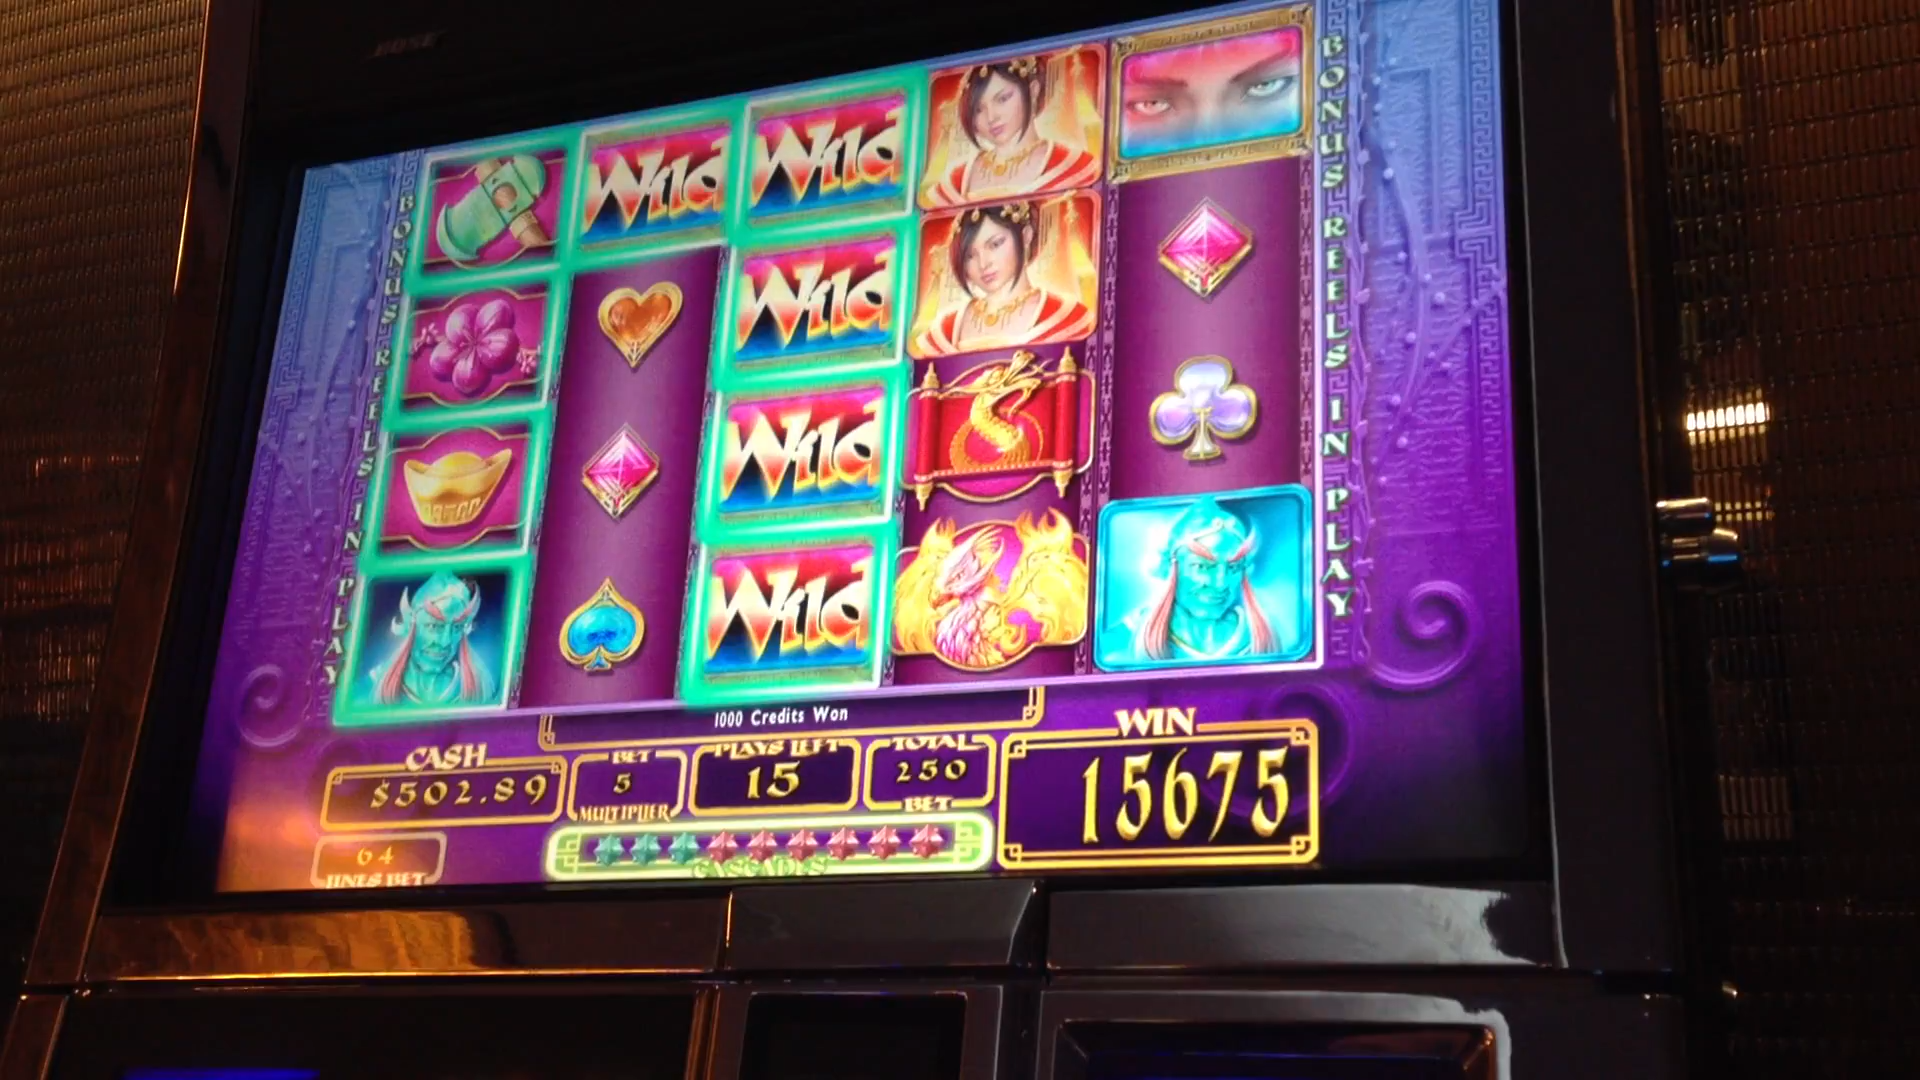 BOSE
Wild
Wild
Wild
Wild
Wild
BONUS REELS IN PLAY
BONUS REELS IN PLAY
1000 Credits Won
CASH
$502.89
BET
5
MULTIPLIER
PLAYS LEFT
15
TOTAL
250
BET
WIN
15675
64
LINES BET
CASCADES